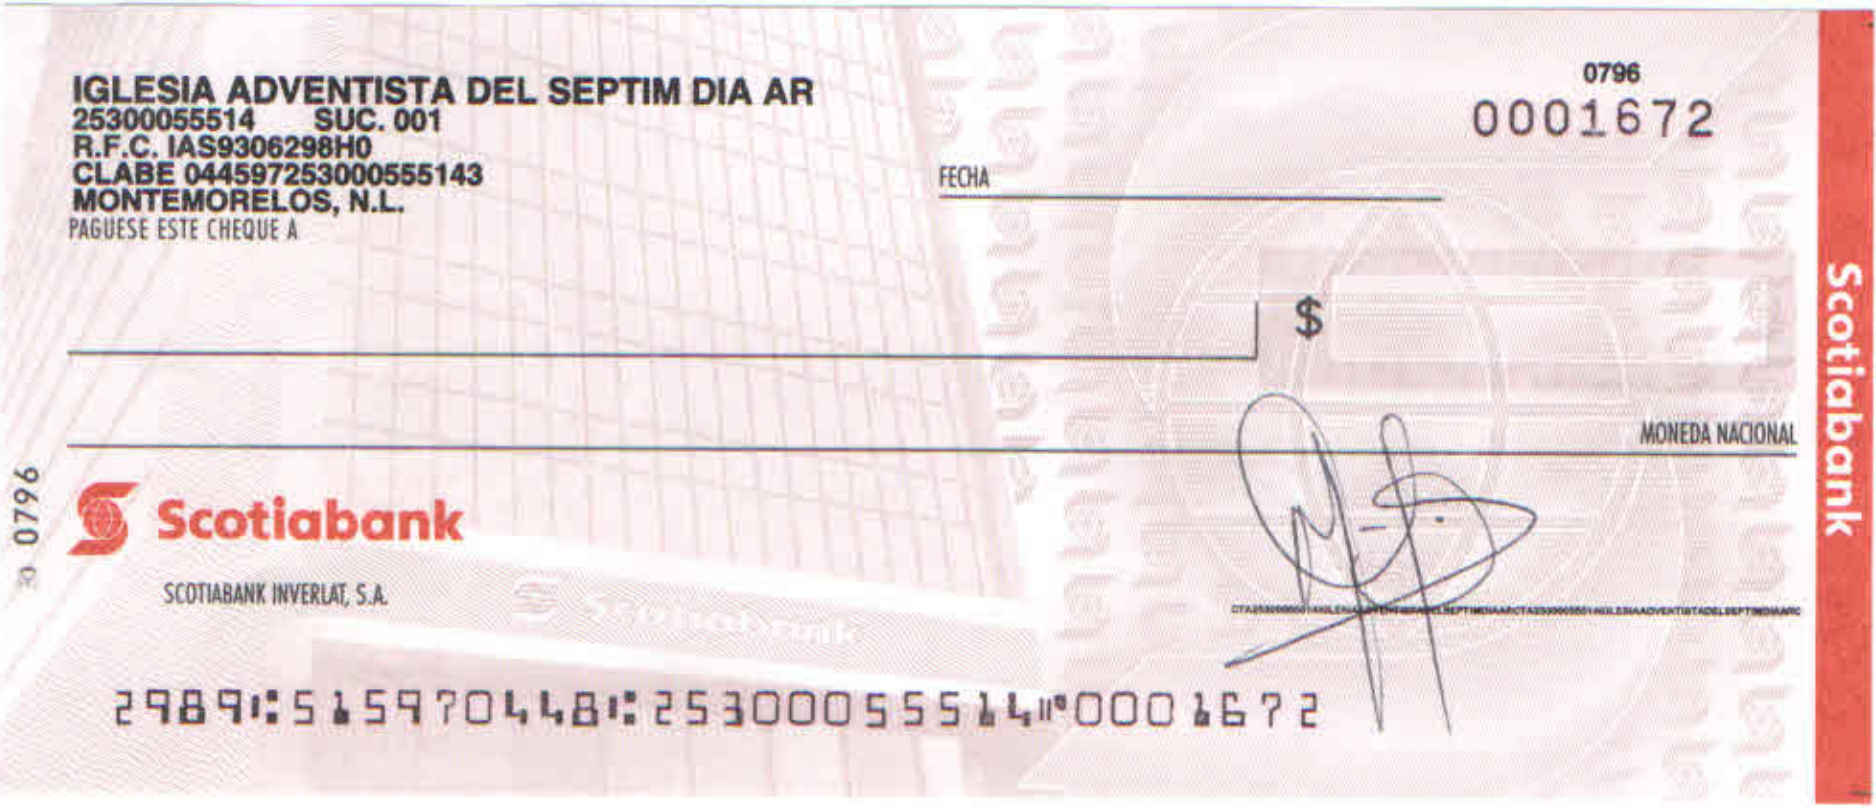 IGLESIA ADVENTISTA DEL SEPTIM DIA AR
25300055514 SUC. 001
R.F.C. IAS9306298H0
CLABE 044597253000555143
MONTEMORELOS, N.L.
PAGUESE ESTE CHEQUE A
0796
0001672
FECHA
$
MONEDA NACIONAL
0796
Scotiabank
SCOTIABANK INVERLAT, S.A.
Scotiabank
Scotiabank
2989⑆515970448⑆25300055514⑈0001672